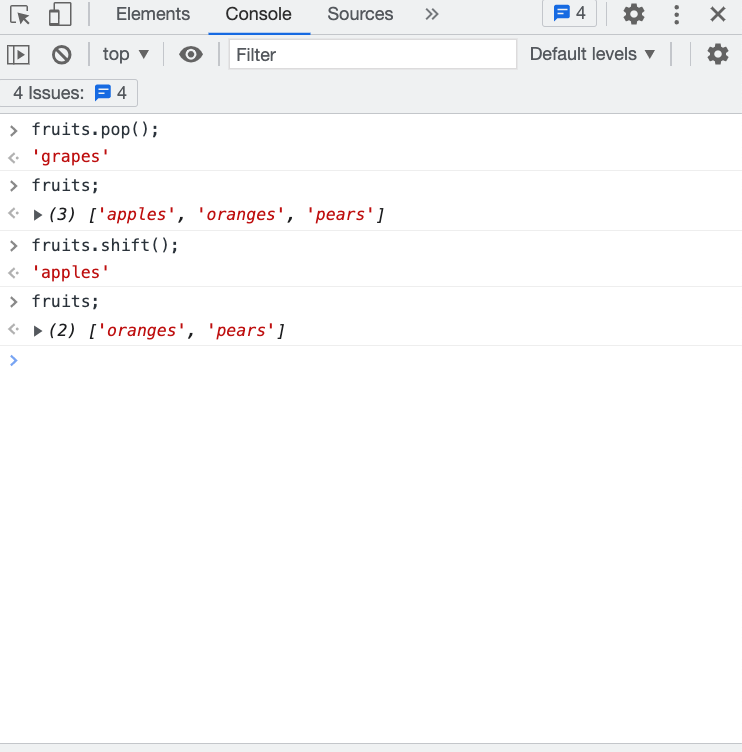 Elements Console Sources 4
top Filter Default levels
4 Issues: 4
fruits.pop();
'grapes'
fruits;
(3) ['apples', 'oranges', 'pears']
fruits.shift();
'apples'
fruits;
(2) ['oranges', 'pears']